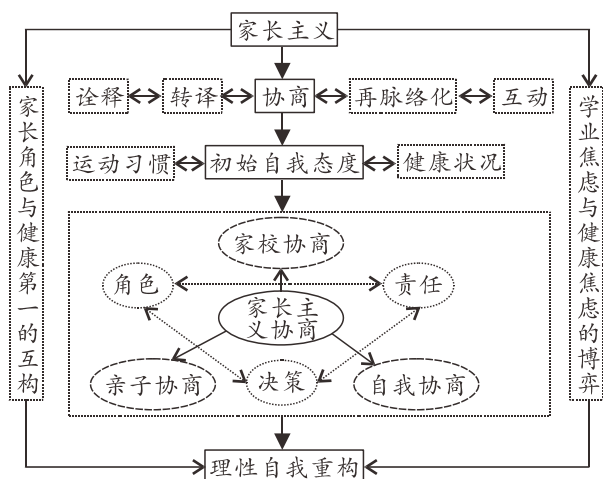 家长主义
诠释 转译 协商 再脉络化 互动
运动习惯 初始自我态度 健康状况
家长角色与健康第一的互构
学业焦虑与健康焦虑的博弈
家校协商
角色 责任
家长主
义协商
亲子协商 决策 自我协商
理性自我重构